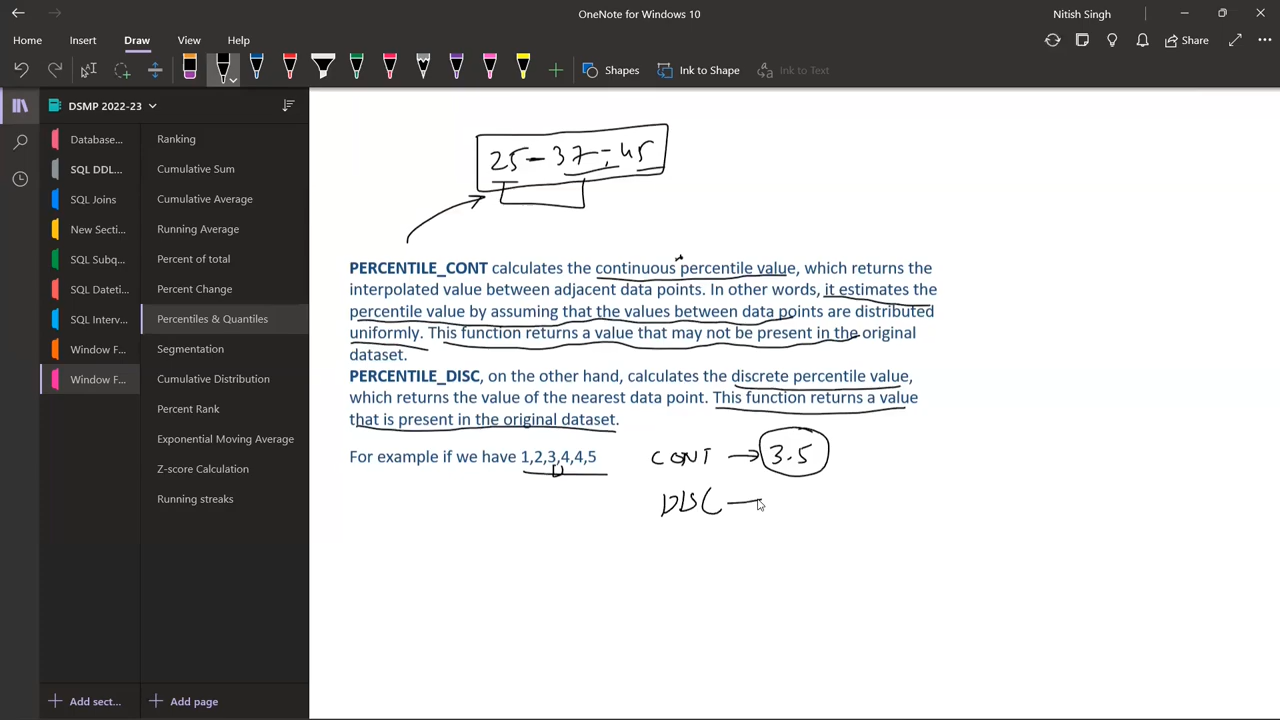 OneNote for Windows 10
Nitish Singh
Home
Insert
Draw
View
Help
Share
Shapes
Ink to Shape
Ink to Text
DSMP 2022-23
Database...
SQL DDL...
SQL Joins
New Secti...
SQL Subq...
SQL Dateti...
SQL Interv...
Window F...
Window F...
Add sect...
Ranking
Cumulative Sum
Cumulative Average
Running Average
Percent of total
Percent Change
Percentiles & Quantiles
Segmentation
Cumulative Distribution
Percent Rank
Exponential Moving Average
Z-score Calculation
Running streaks
Add page
25 - 37 - 45
PERCENTILE_CONT calculates the continuous percentile value, which returns the
interpolated value between adjacent data points. In other words, it estimates the
percentile value by assuming that the values between data points are distributed
uniformly. This function returns a value that may not be present in the original
dataset.
PERCENTILE_DISC, on the other hand, calculates the discrete percentile value,
which returns the value of the nearest data point. This function returns a value
that is present in the original dataset.
For example if we have 1,2,3,4,4,5
CONT → 3.5
DISC —